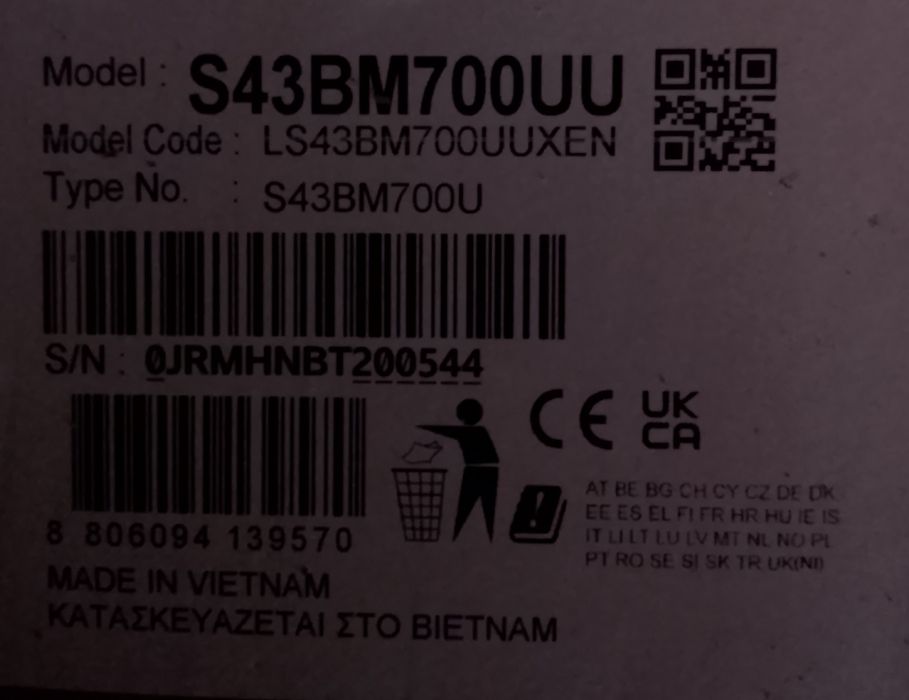 Model : S43BM700UU
Model Code : LS43BM700UUXEN
Type No. : S43BM700U
S/N : 0JRMHNBT200544
CE UK CA
8 806094 139570
AT BE BG CH CY CZ DE DK
EE ES EL FI FR HR HU IE IS
IT LI LT LU LV MT NL NO PL
PT RO SE SI SK TR UK(NI)
MADE IN VIETNAM
ΚΑΤΑΣΚΕΥΑΖΕΤΑΙ ΣΤΟ ΒΙΕΤΝΑΜ